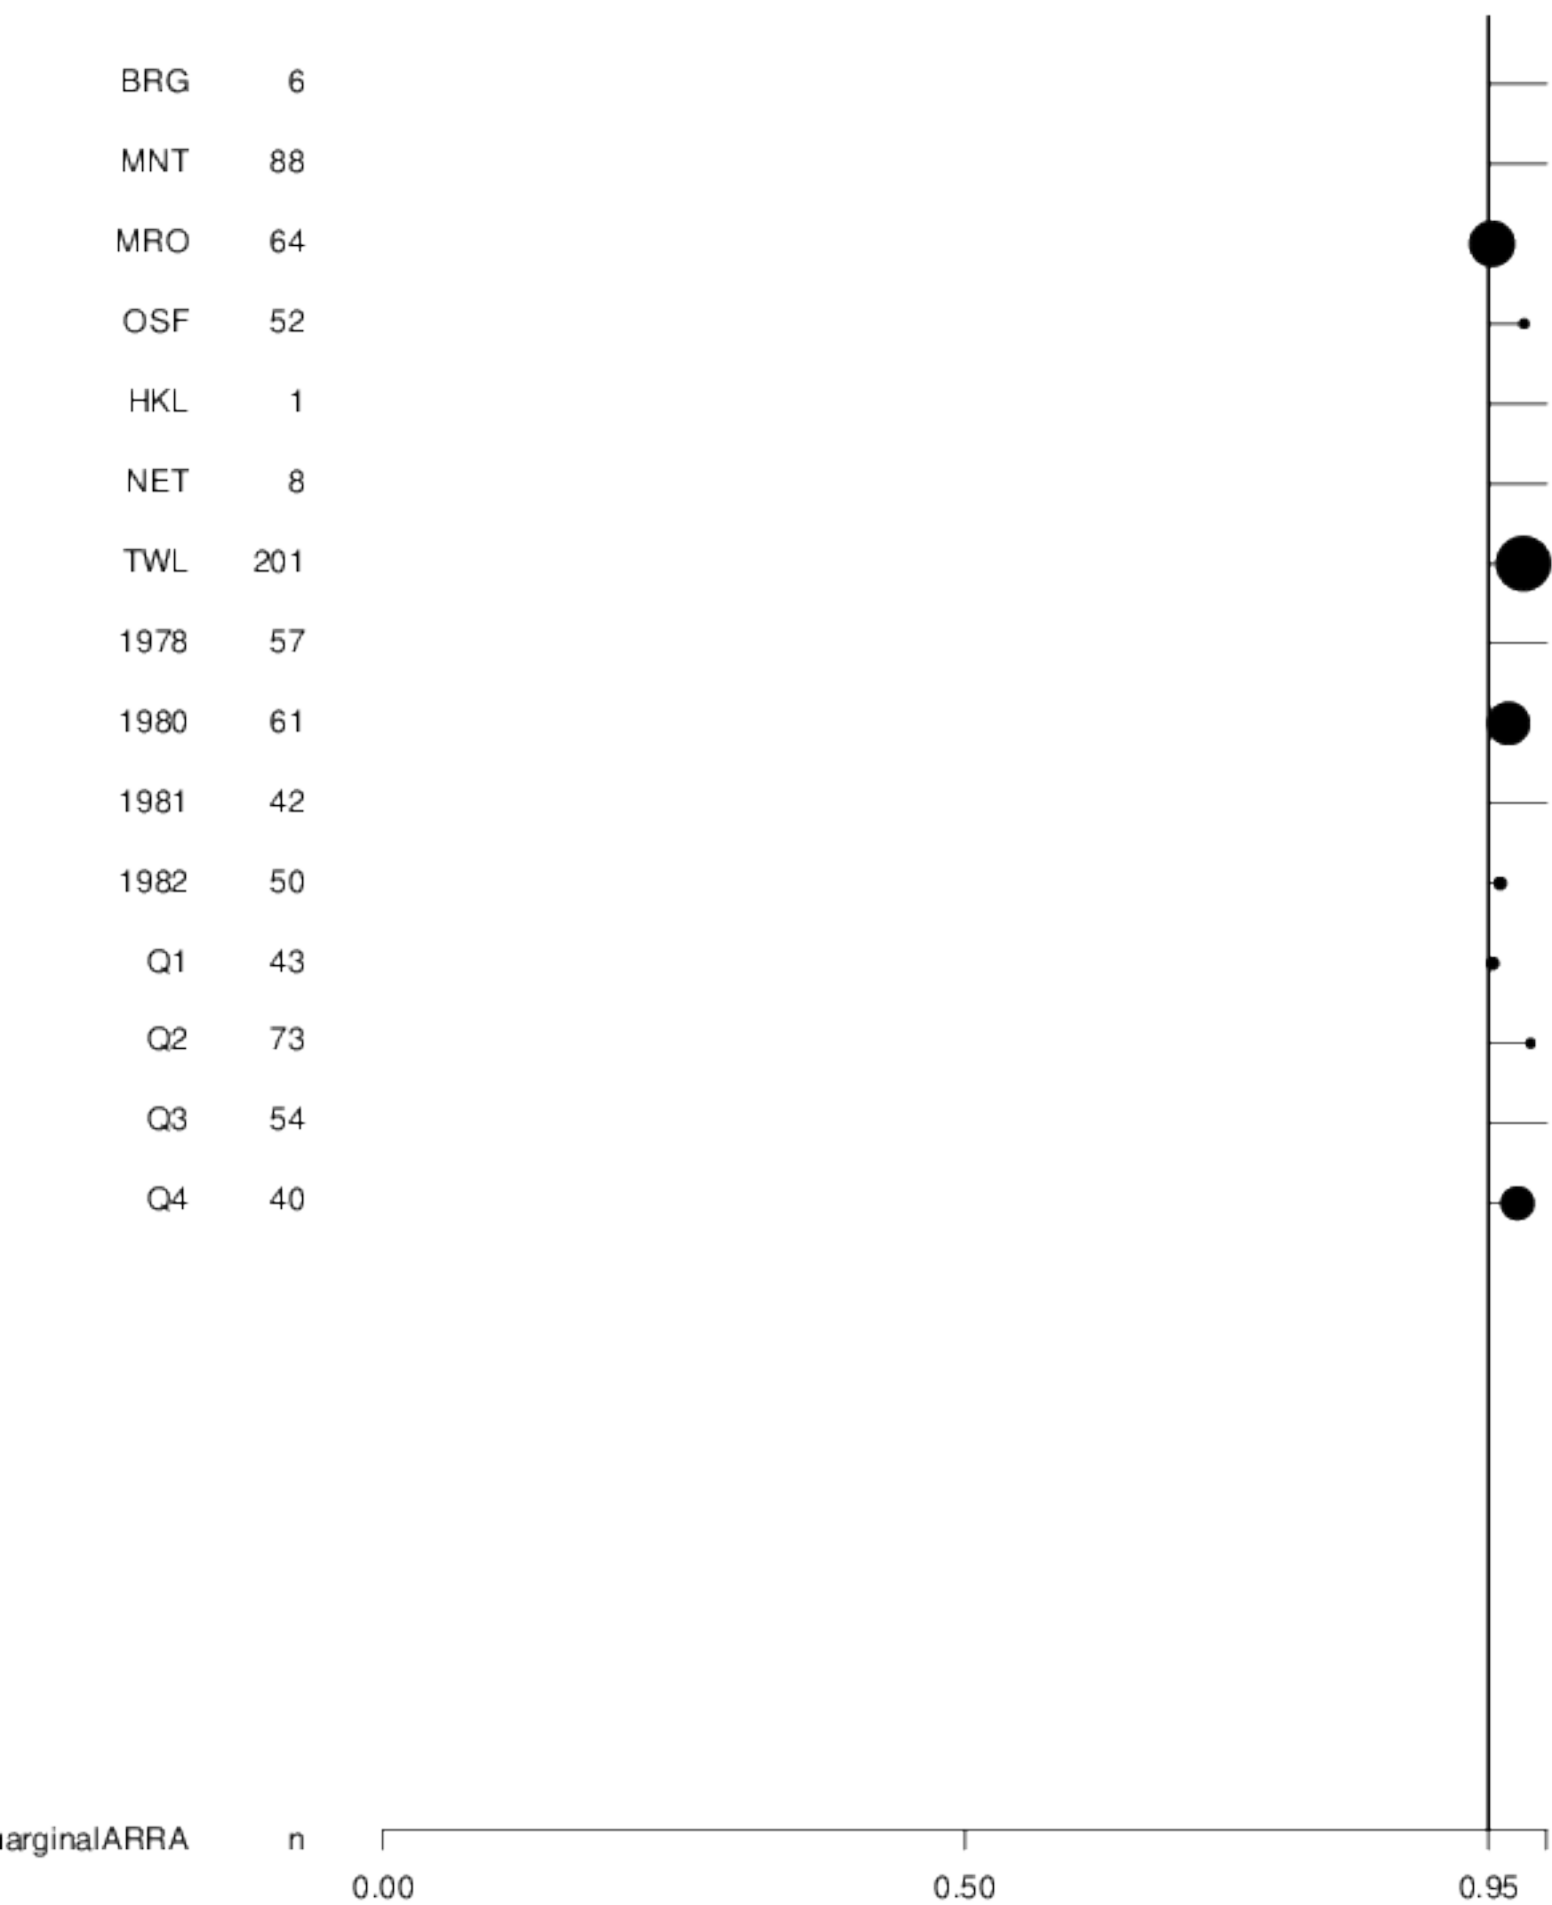 BRG 6
MNT 88
MRO 64
OSF 52
HKL 1
NET 8
TWL 201
1978 57
1980 61
1981 42
1982 50
Q1 43
Q2 73
Q3 54
Q4 40
arginalARRA n
0.00 0.50 0.95